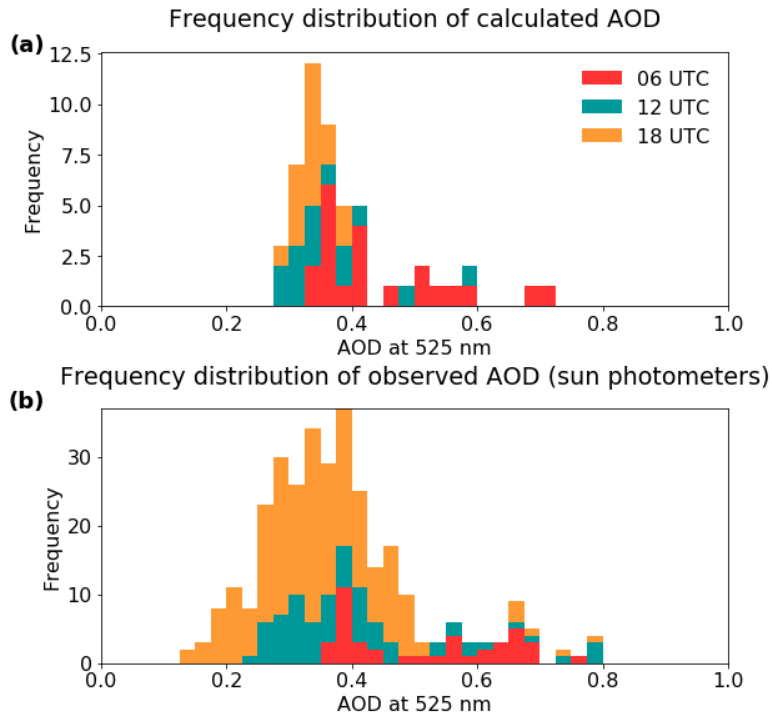 Frequency distribution of calculated AOD
(a)
12.5
10.0
7.5
5.0
2.5
0.0
Frequency
06 UTC
12 UTC
18 UTC
0.0 0.2 0.4 0.6 0.8 1.0
AOD at 525 nm
Frequency distribution of observed AOD (sun photometers)
(b)
30
20
10
0
Frequency
0.0 0.2 0.4 0.6 0.8 1.0
AOD at 525 nm